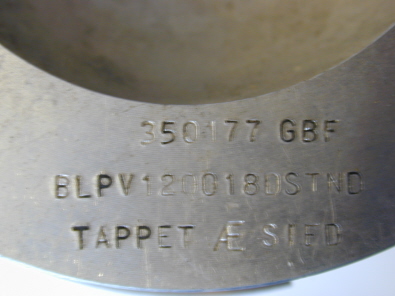 350177 GBF
BLPV120018DSTND
TAPPET Æ SIED